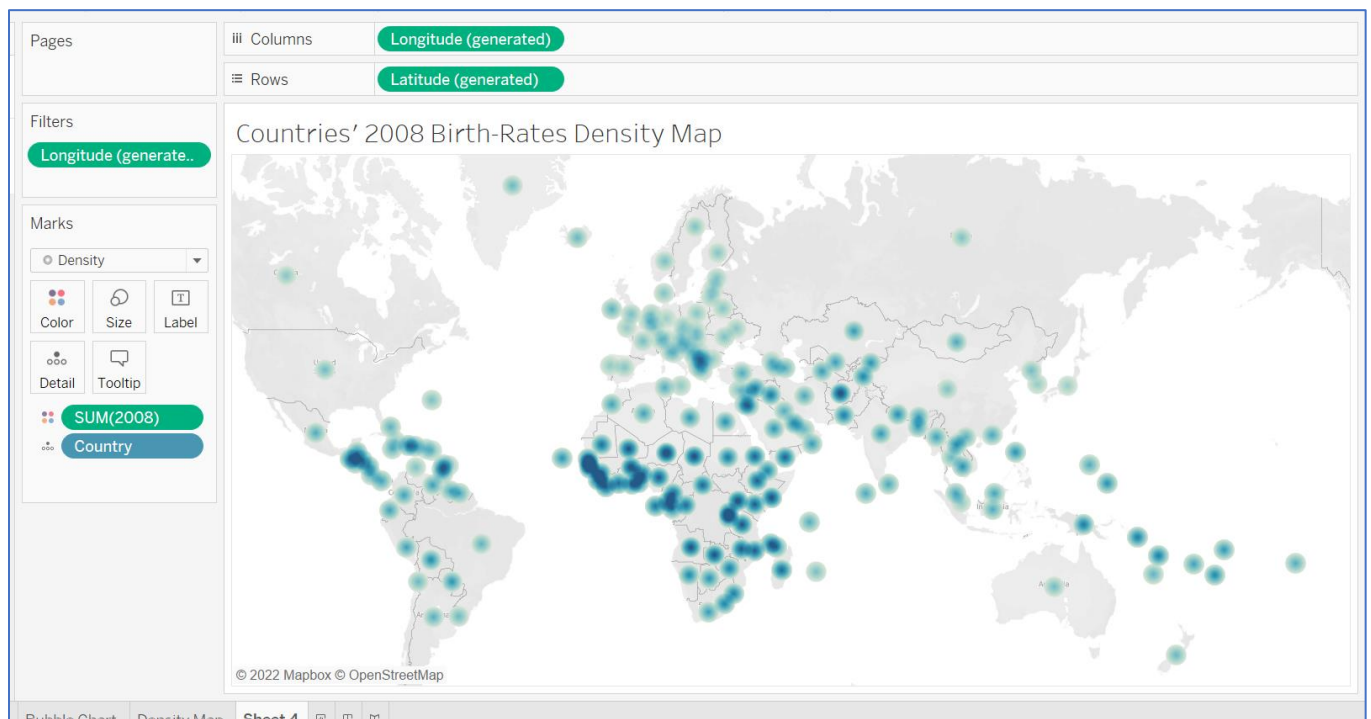 Pages
iii Columns
Longitude (generated)
Rows
Latitude (generated)
Filters
Longitude (generate..
Countries' 2008 Birth-Rates Density Map
Marks
Density
Color
Size
Label
Detail
Tooltip
SUM(2008)
Country
© 2022 Mapbox © OpenStreetMap
Bubble Chart
Density Map
Sheet 4